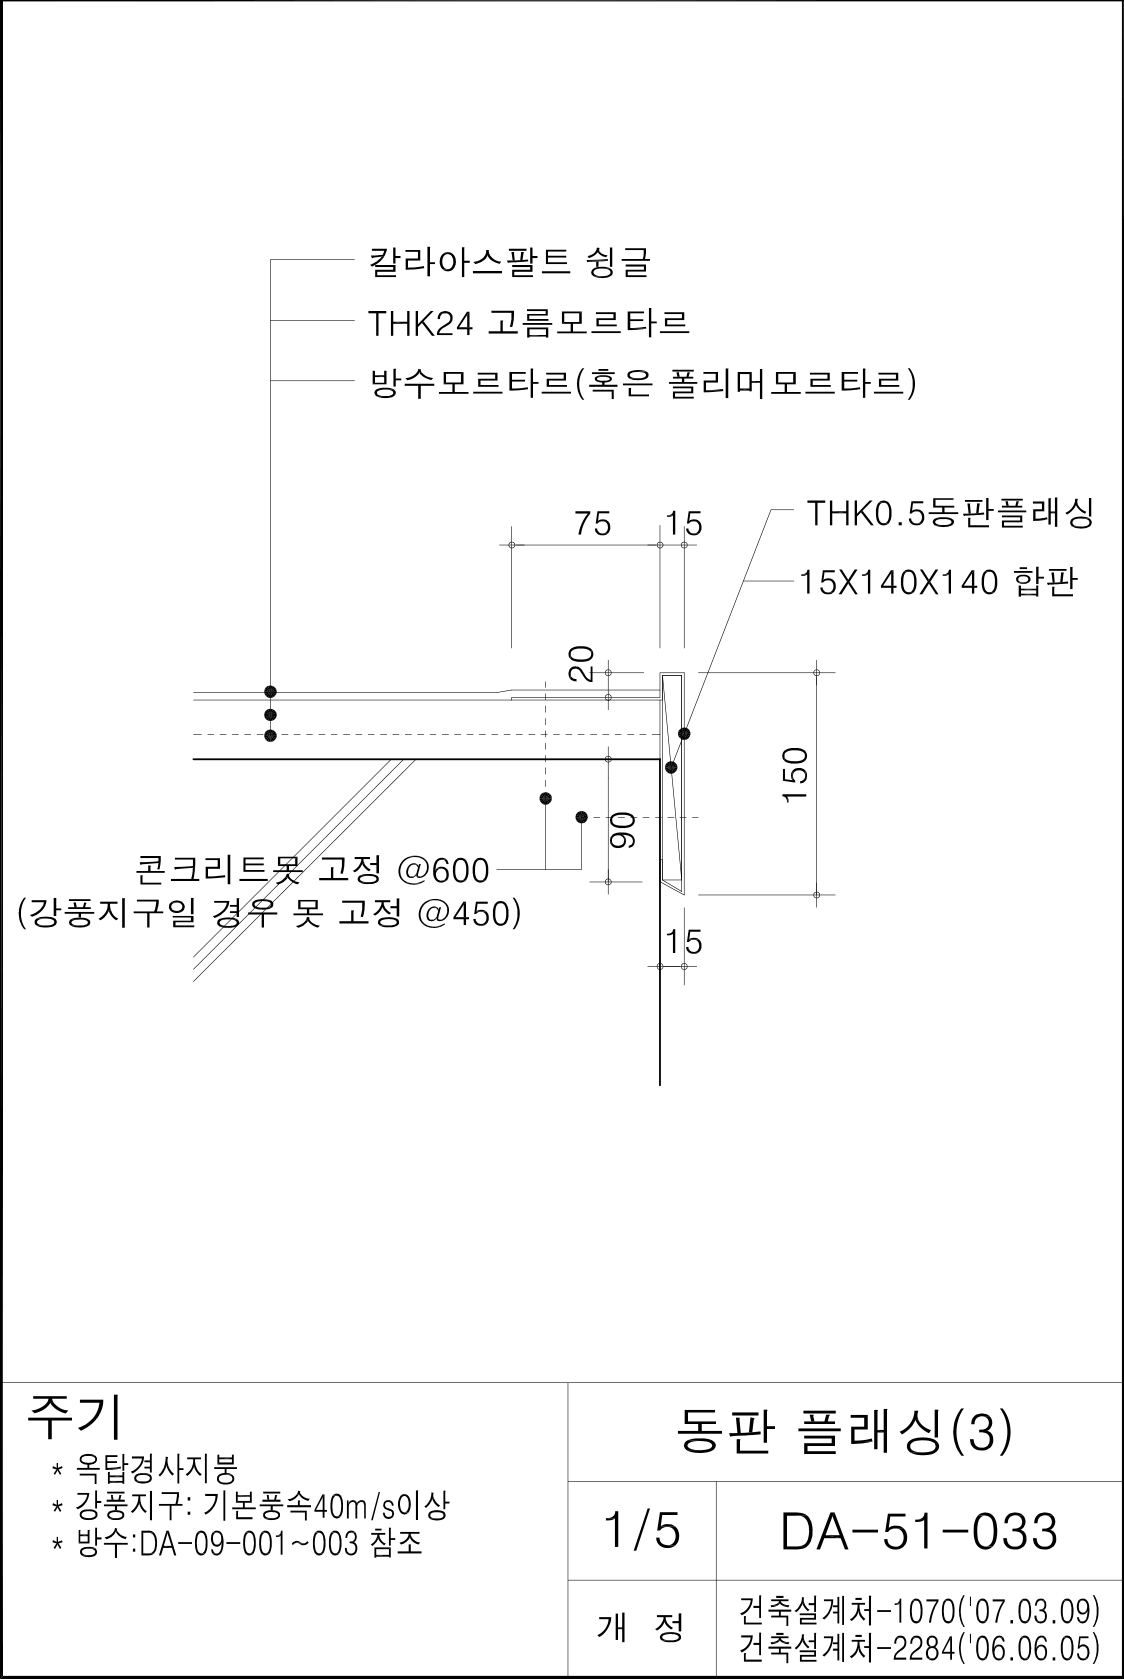 칼라아스팔트 슁글
THK24 고름모르타르
방수모르타르(혹은 폴리머모르타르)
THK0.5동판플래싱
75
15
15X140X140 합판
20
150
90
콘크리트못 고정 @600
(강풍지구일 경우 못 고정 @450)
15
주기
* 옥탑경사지붕
* 강풍지구: 기본풍속40m/s이상
* 방수:DA-09-001~003 참조
동판 플래싱(3)
1/5
DA-51-033
개 정
건축설계처-1070('07.03.09)
건축설계처-2284('06.06.05)